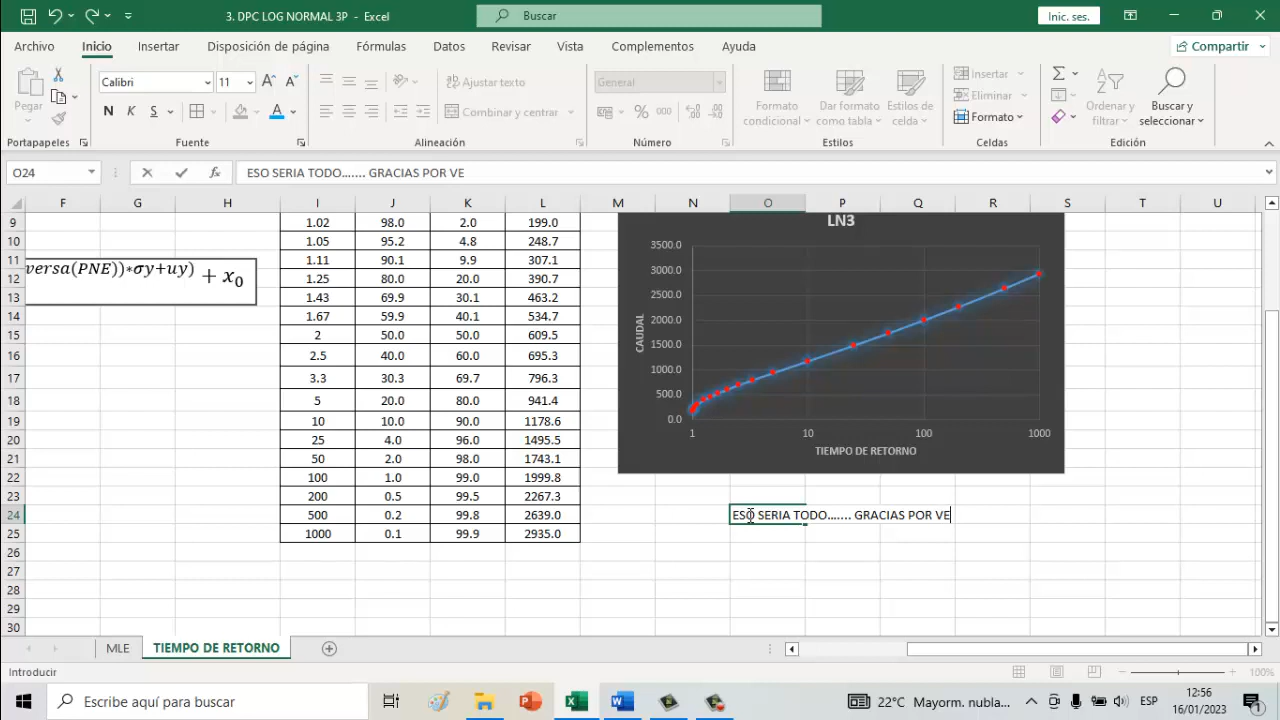 3. DPC LOG NORMAL 3P - Excel
Buscar
Inic. ses.
Archivo Inicio Insertar Disposición de página Fórmulas Datos Revisar Vista Complementos Ayuda
Compartir
Pegar
Calibri 11
N K S
Ajustar texto
Combinar y centrar
General
% 000
Formato condicional
Dar formato como tabla
Estilos de celda
Insertar
Eliminar
Formato
Ordenar y filtrar
Buscar y seleccionar
Portapapeles Fuente Alineación Número Estilos Celdas Edición
O24 fx ESO SERIA TODO....... GRACIAS POR VE
F G H I J K L M N O P Q R S T U
9 1.02 98.0 2.0 199.0
10 1.05 95.2 4.8 248.7
11 1.11 90.1 9.9 307.1
12 1.25 80.0 20.0 390.7
13 1.43 69.9 30.1 463.2
14 1.67 59.9 40.1 534.7
15 2 50.0 50.0 609.5
16 2.5 40.0 60.0 695.3
17 3.3 30.3 69.7 796.3
18 5 20.0 80.0 941.4
19 10 10.0 90.0 1178.6
20 25 4.0 96.0 1495.5
21 50 2.0 98.0 1743.1
22 100 1.0 99.0 1999.8
23 200 0.5 99.5 2267.3
24 500 0.2 99.8 2639.0
25 1000 0.1 99.9 2935.0
26
27
28
29
30
versa(PNE))*σy+uy) + x₀
LN3
3500.0
3000.0
2500.0
2000.0
1500.0
1000.0
500.0
0.0
CAUDAL
1 10 100 1000
TIEMPO DE RETORNO
ESO SERIA TODO....... GRACIAS POR VE
MLE TIEMPO DE RETORNO
Introducir
100%
Escribe aquí para buscar
22°C Mayorm. nubla...
ESP
12:56
16/01/2023
1